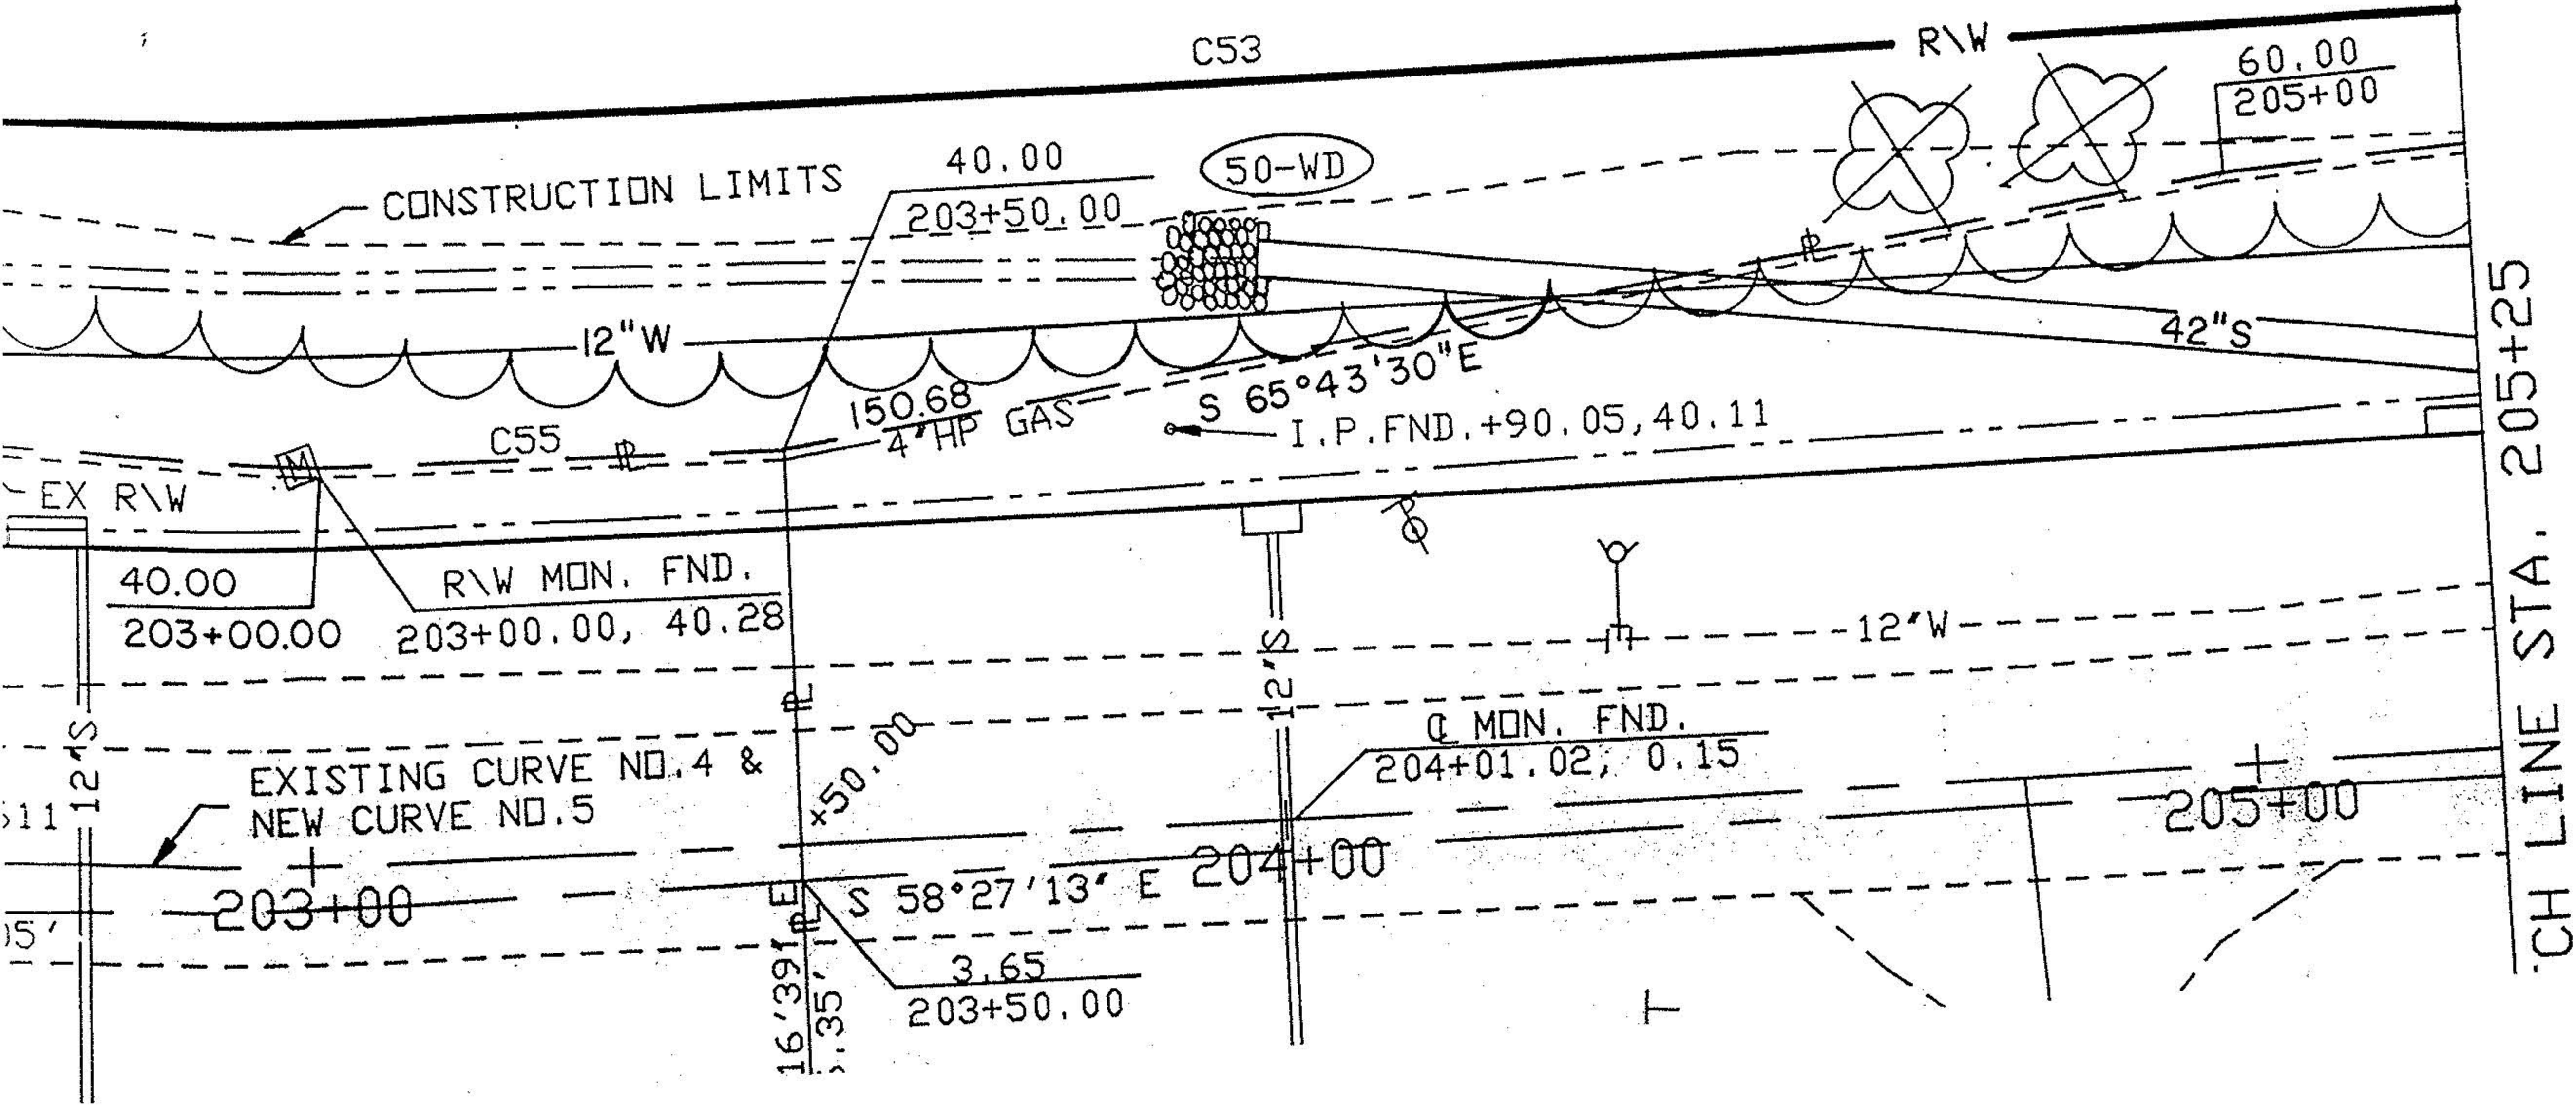 C53
R\W
60.00
205+00
40.00
203+50.00
50-WD
CONSTRUCTION LIMITS
12"W
42"S
150.68
4"HP GAS
S 65°43'30"E
I.P.FND.+90.05,40.11
C55
M
EX R\W
40.00
203+00.00
R\W MON. FND.
203+00.00, 40.28
12"W
12"S
12"S
EXISTING CURVE NO.4 &
NEW CURVE NO.5
+50.00
℄ MON. FND.
204+01.02, 0.15
203+00
204+00
205+00
S 58°27'13" E
3.65
203+50.00
205+25
LINE STA.